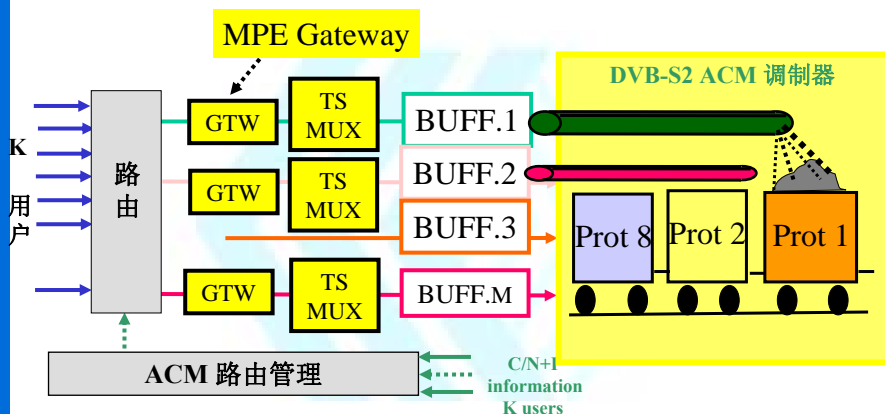 MPE Gateway
DVB-S2 ACM 调制器
K
用
户
路
由
GTW
TS
MUX
BUFF.1
GTW
TS
MUX
BUFF.2
BUFF.3
GTW
TS
MUX
BUFF.M
Prot 8
Prot 2
Prot 1
ACM 路由管理
C/N+I
information
K users